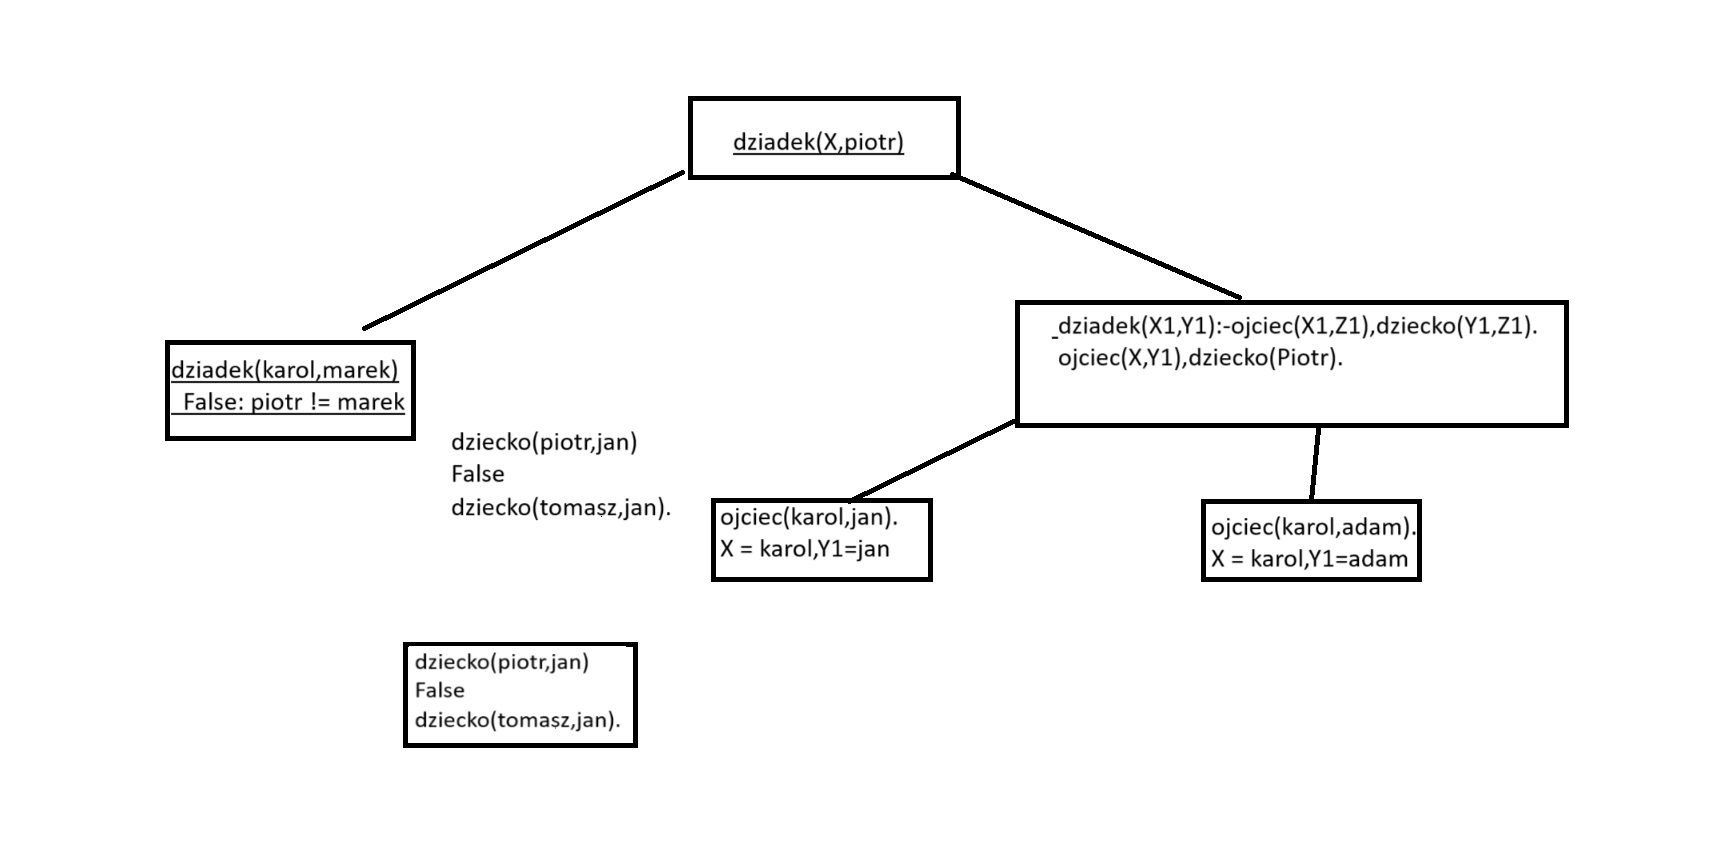 dziadek(X,piotr)
_dziadek(X1,Y1):-ojciec(X1,Z1),dziecko(Y1,Z1).
ojciec(X,Y1),dziecko(Piotr).
dziadek(karol,marek)
False: piotr != marek
dziecko(piotr,jan)
False
dziecko(tomasz,jan).
ojciec(karol,jan).
X = karol,Y1=jan
ojciec(karol,adam).
X = karol,Y1=adam
dziecko(piotr,jan)
False
dziecko(tomasz,jan).